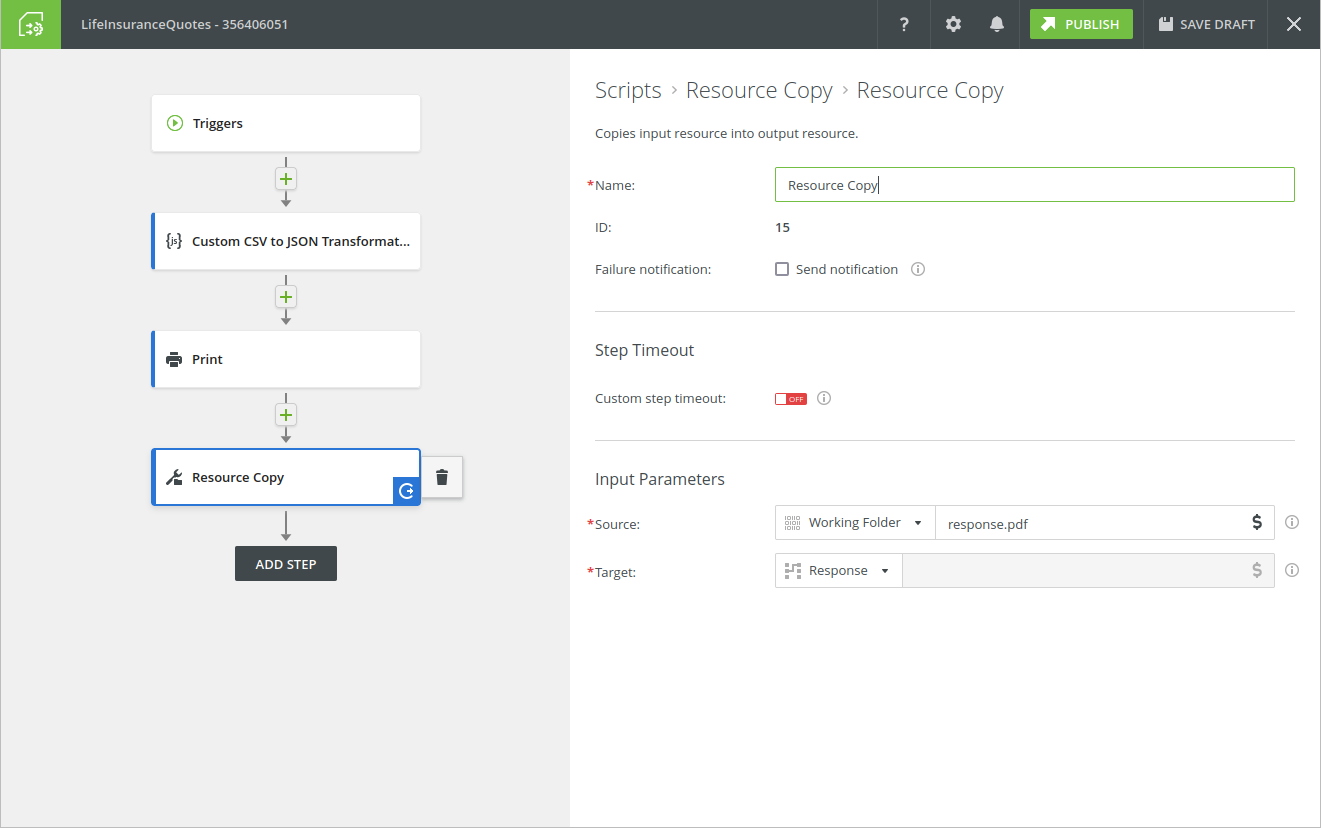 LifeInsuranceQuotes - 356406051
?
PUBLISH
SAVE DRAFT
Triggers
{js} Custom CSV to JSON Transformat...
Print
Resource Copy
ADD STEP
Scripts › Resource Copy › Resource Copy
Copies input resource into output resource.
*Name: Resource Copy
ID: 15
Failure notification: Send notification
Step Timeout
Custom step timeout: OFF
Input Parameters
*Source: Working Folder response.pdf $
*Target: Response $